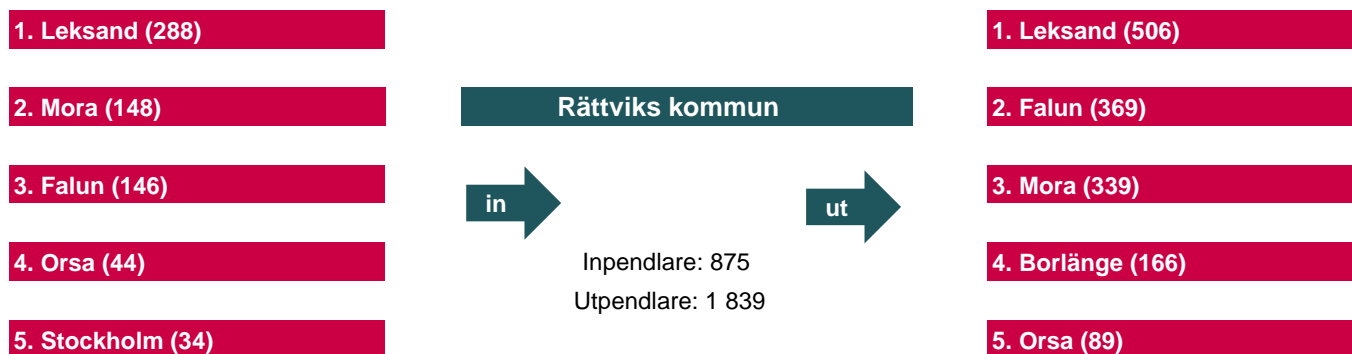 1. Leksand (288)
2. Mora (148)
3. Falun (146)
4. Orsa (44)
5. Stockholm (34)
Rättviks kommun
in
ut
Inpendlare: 875
Utpendlare: 1 839
1. Leksand (506)
2. Falun (369)
3. Mora (339)
4. Borlänge (166)
5. Orsa (89)